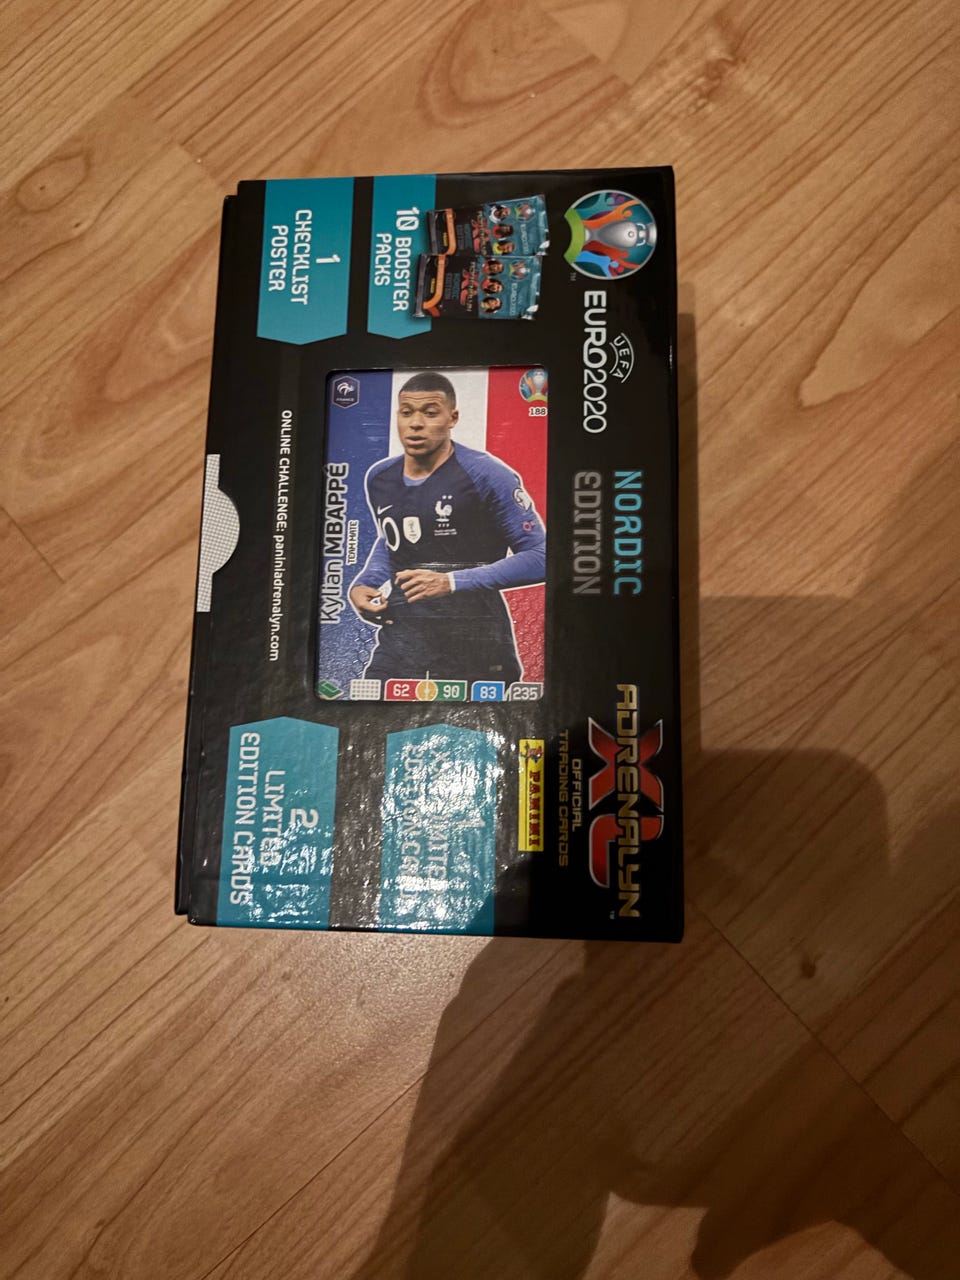 UEFA
EURO2020
NORDIC
EDITION
ADRENALYN
XL
OFFICIAL
TRADING CARDS
PANINI
10 BOOSTER
PACKS
1
CHECKLIST
POSTER
FRANCE
188
Kylian MBAPPÉ
TEAM MATE
62
90
83
235
2
LIMITED
EDITION CARDS
ONLINE CHALLENGE: paniniadrenalyn.com